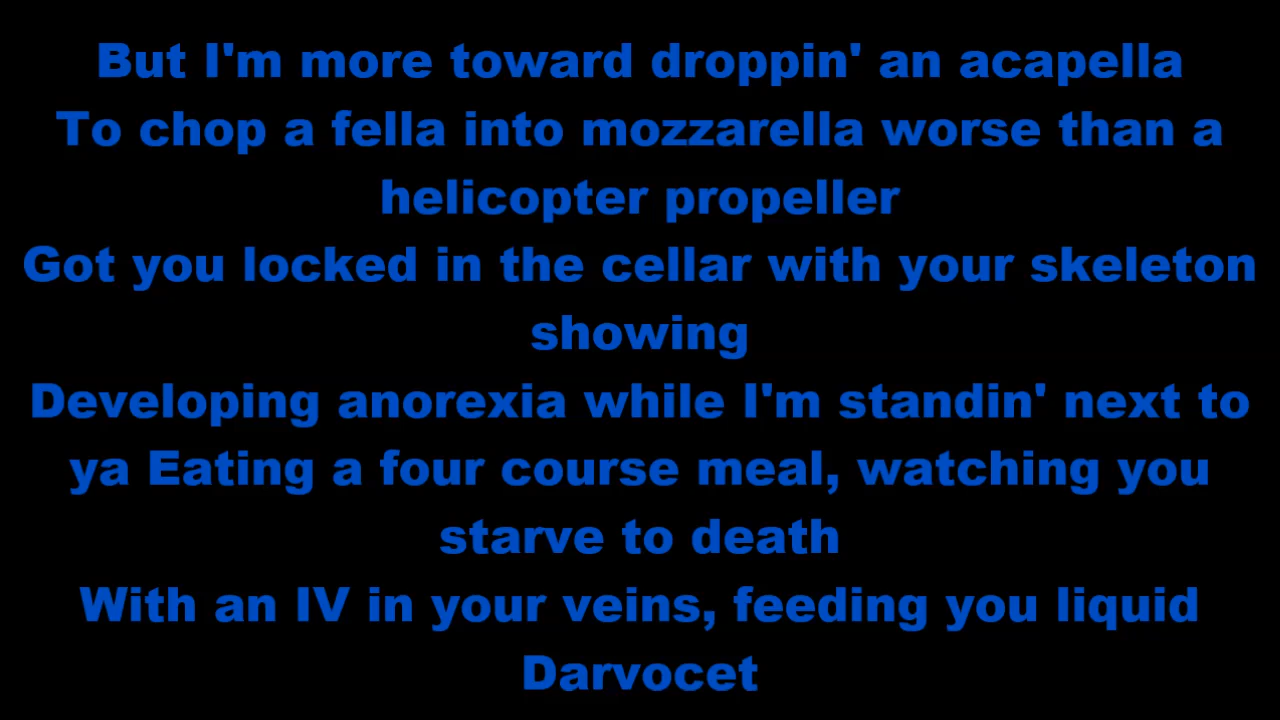 But I'm more toward droppin' an acapella
To chop a fella into mozzarella worse than a
helicopter propeller
Got you locked in the cellar with your skeleton
showing
Developing anorexia while I'm standin' next to
ya Eating a four course meal, watching you
starve to death
With an IV in your veins, feeding you liquid
Darvocet